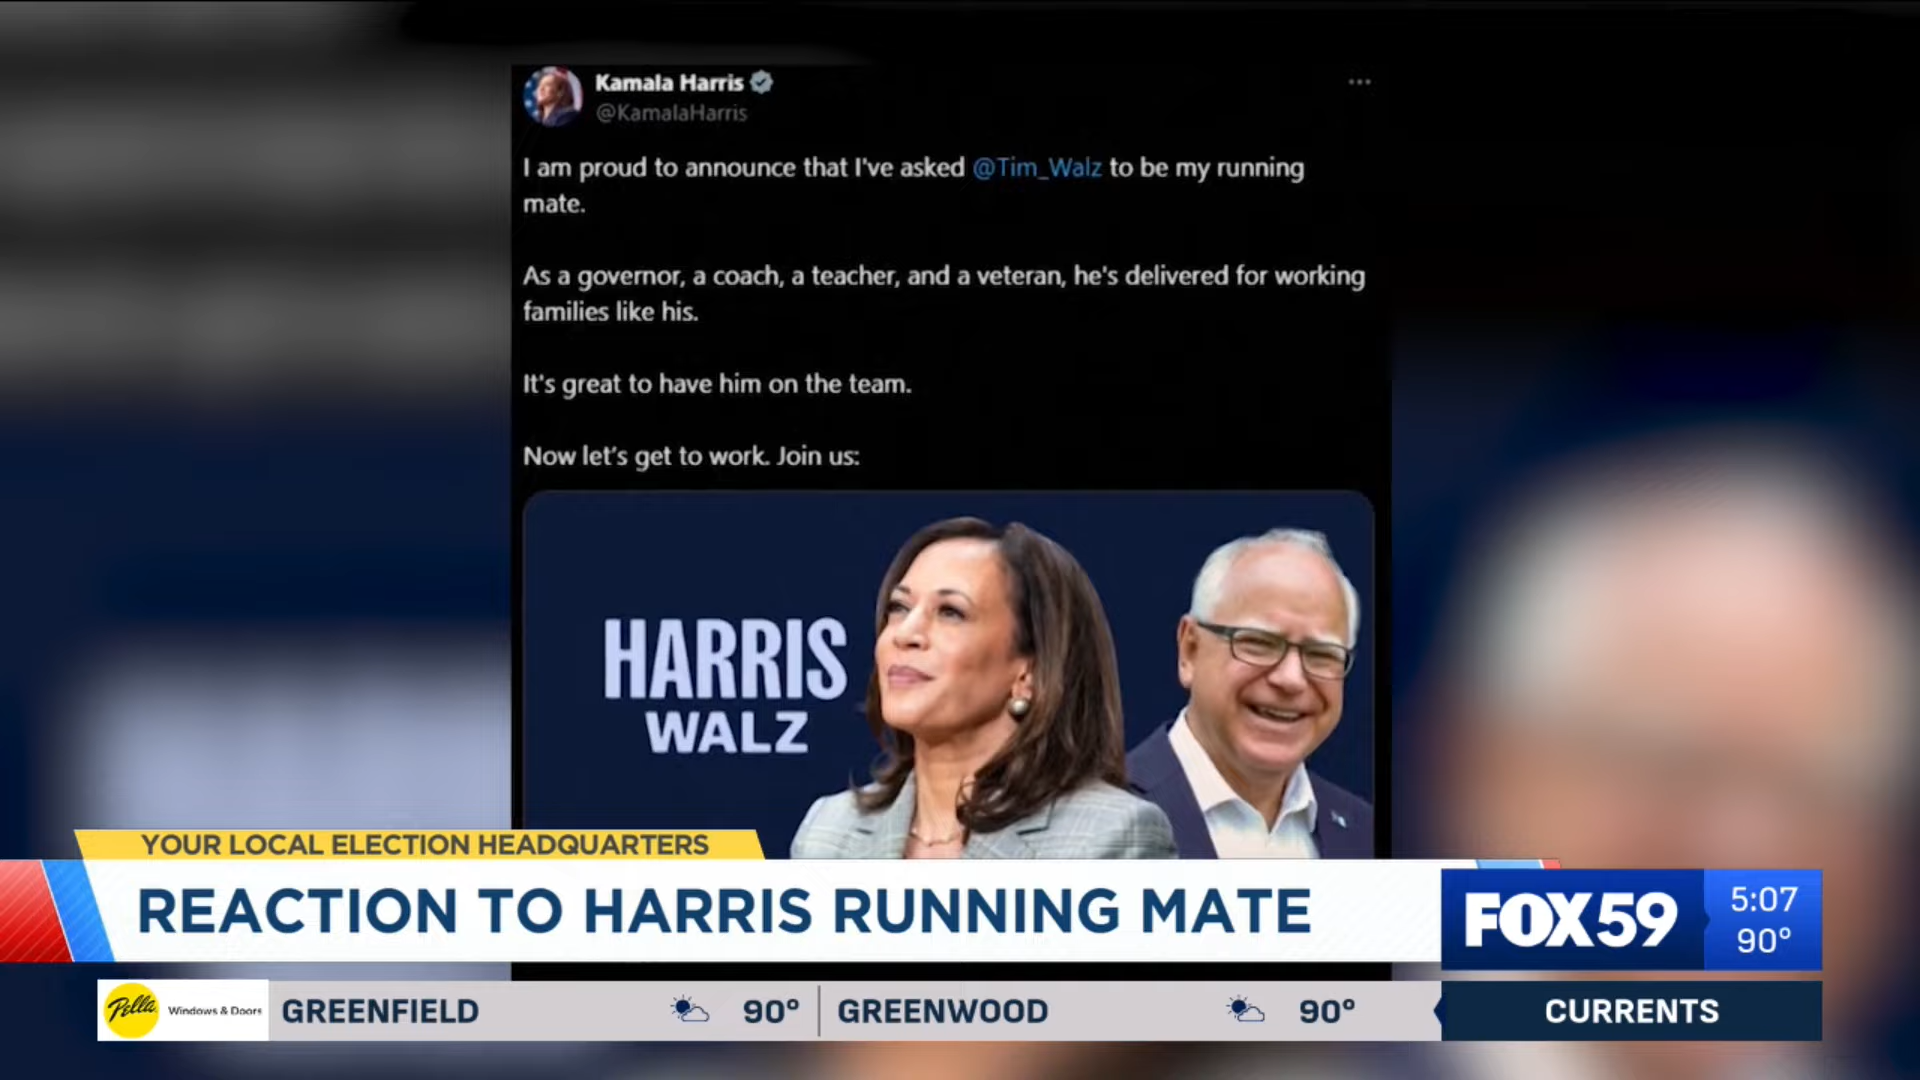 Kamala Harris
@KamalaHarris
I am proud to announce that I've asked @Tim_Walz to be my running
mate.
As a governor, a coach, a teacher, and a veteran, he's delivered for working
families like his.
It's great to have him on the team.
Now let's get to work. Join us:
HARRIS
WALZ
YOUR LOCAL ELECTION HEADQUARTERS
REACTION TO HARRIS RUNNING MATE
FOX59
5:07
90°
Pella Windows & Doors
GREENFIELD 90° GREENWOOD 90°
CURRENTS